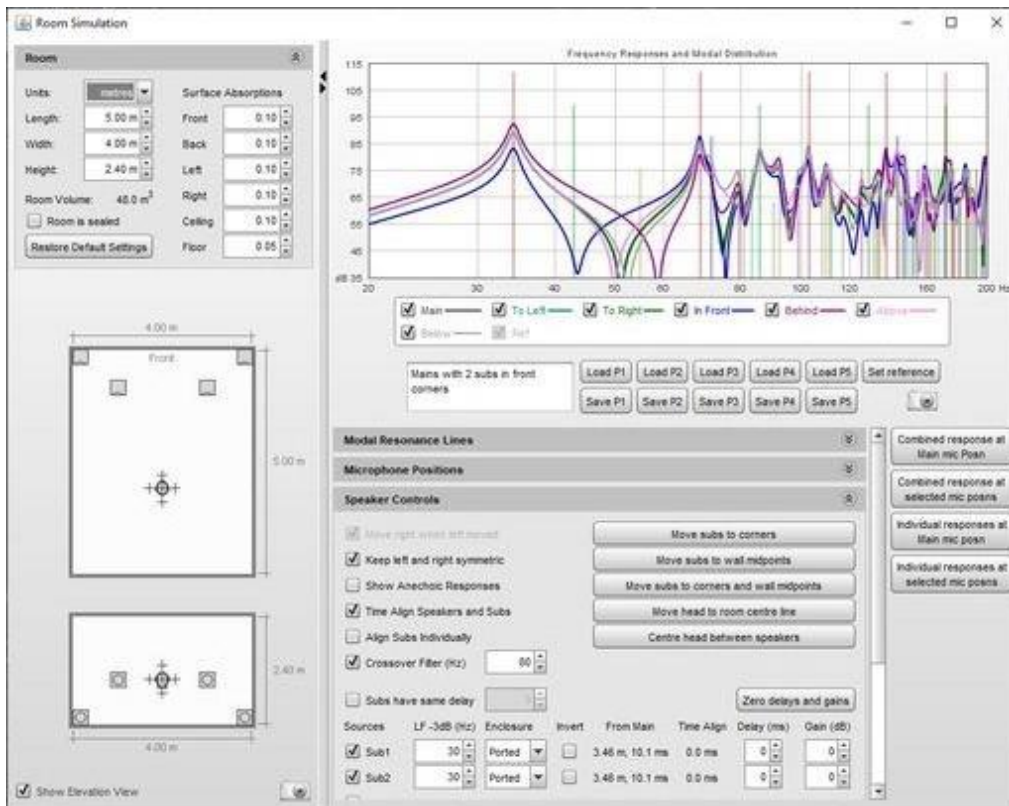 Room Simulation
Room
Units: metres
Surface Absorptions
Length: 5.00 m
Front 0.10
Width: 4.00 m
Back 0.10
Height: 2.40 m
Left 0.10
Room Volume: 48.0 m³
Right 0.10
Room is sealed
Ceiling 0.10
Restore Default Settings
Floor 0.05
4.00 m
Front
5.00 m
2.40 m
4.00 m
Show Elevation View
Frequency Responses and Modal Distribution
115
105
95
85
75
65
55
45
dB 35
20 30 40 50 60 80 100 120 160 200 Hz
Main To Left To Right In Front Behind Above
Below Ref
Mains with 2 subs in front
corners
Load P1 Load P2 Load P3 Load P4 Load P5 Set reference
Save P1 Save P2 Save P3 Save P4 Save P5
Modal Resonance Lines
Microphone Positions
Speaker Controls
Move right when left moved
Move subs to corners
Keep left and right symmetric
Move subs to wall midpoints
Show Anechoic Responses
Move subs to corners and wall midpoints
Time Align Speakers and Subs
Move head to room centre line
Align Subs Individually
Centre head between speakers
Crossover Filter (Hz) 80
Subs have same delay
Zero delays and gains
Sources LF -3dB (Hz) Enclosure Invert From Main Time Align Delay (ms) Gain (dB)
Sub1 30 Ported 3.46 m, 10.1 ms 0.0 ms 0 0
Sub2 30 Ported 3.46 m, 10.1 ms 0.0 ms 0 0
Combined response at
Main mic Posn
Combined response at
selected mic posns
Individual responses at
Main mic posn
Individual responses at
selected mic posns